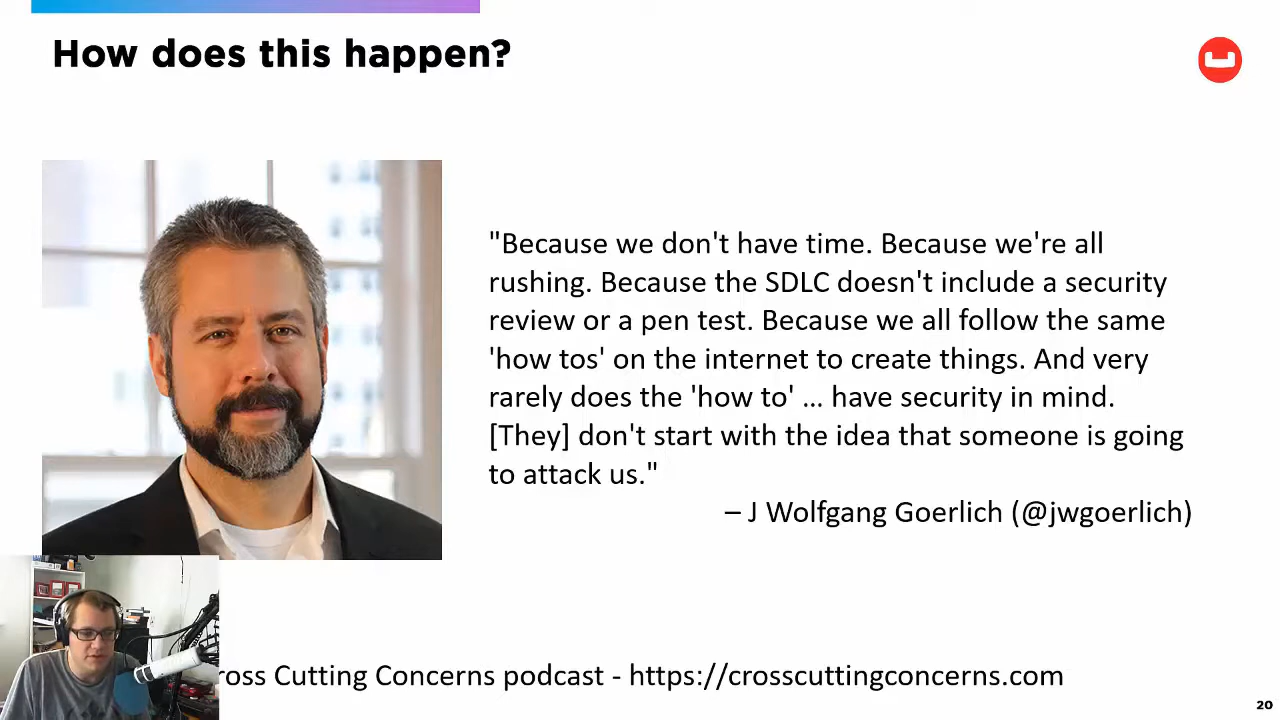 How does this happen?
"Because we don't have time. Because we're all
rushing. Because the SDLC doesn't include a security
review or a pen test. Because we all follow the same
'how tos' on the internet to create things. And very
rarely does the 'how to' ... have security in mind.
[They] don't start with the idea that someone is going
to attack us."
– J Wolfgang Goerlich (@jwgoerlich)
ross Cutting Concerns podcast - https://crosscuttingconcerns.com
20